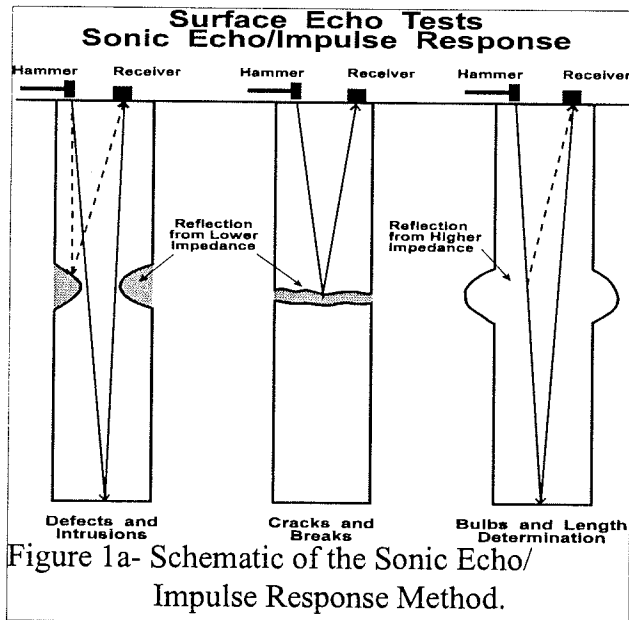 Surface Echo Tests
Sonic Echo/Impulse Response
Hammer Receiver Hammer Receiver Hammer Receiver
Reflection
from Lower
Impedance
Reflection
from Higher
Impedance
Defects and
Intrusions
Cracks and
Breaks
Bulbs and Length
Determination
Figure 1a- Schematic of the Sonic Echo/
Impulse Response Method.